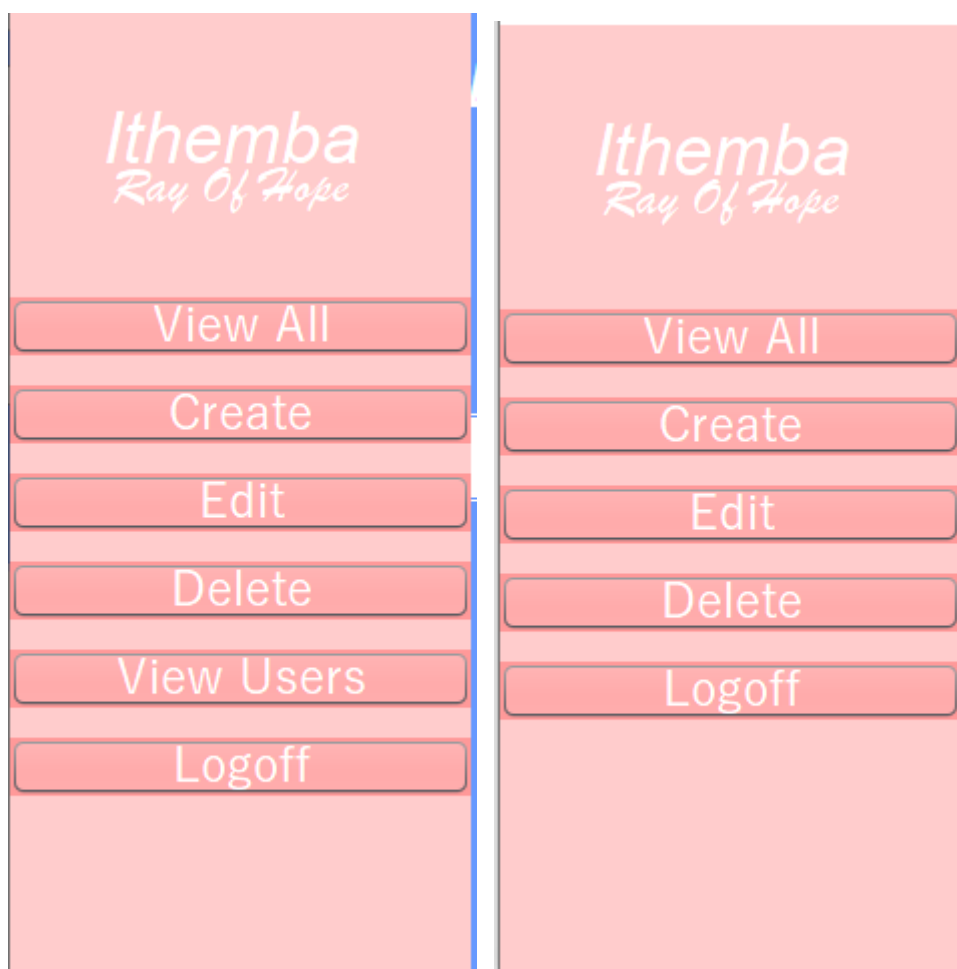 Ithemba
Ray Of Hope
View All
Create
Edit
Delete
View Users
Logoff
Ithemba
Ray Of Hope
View All
Create
Edit
Delete
Logoff